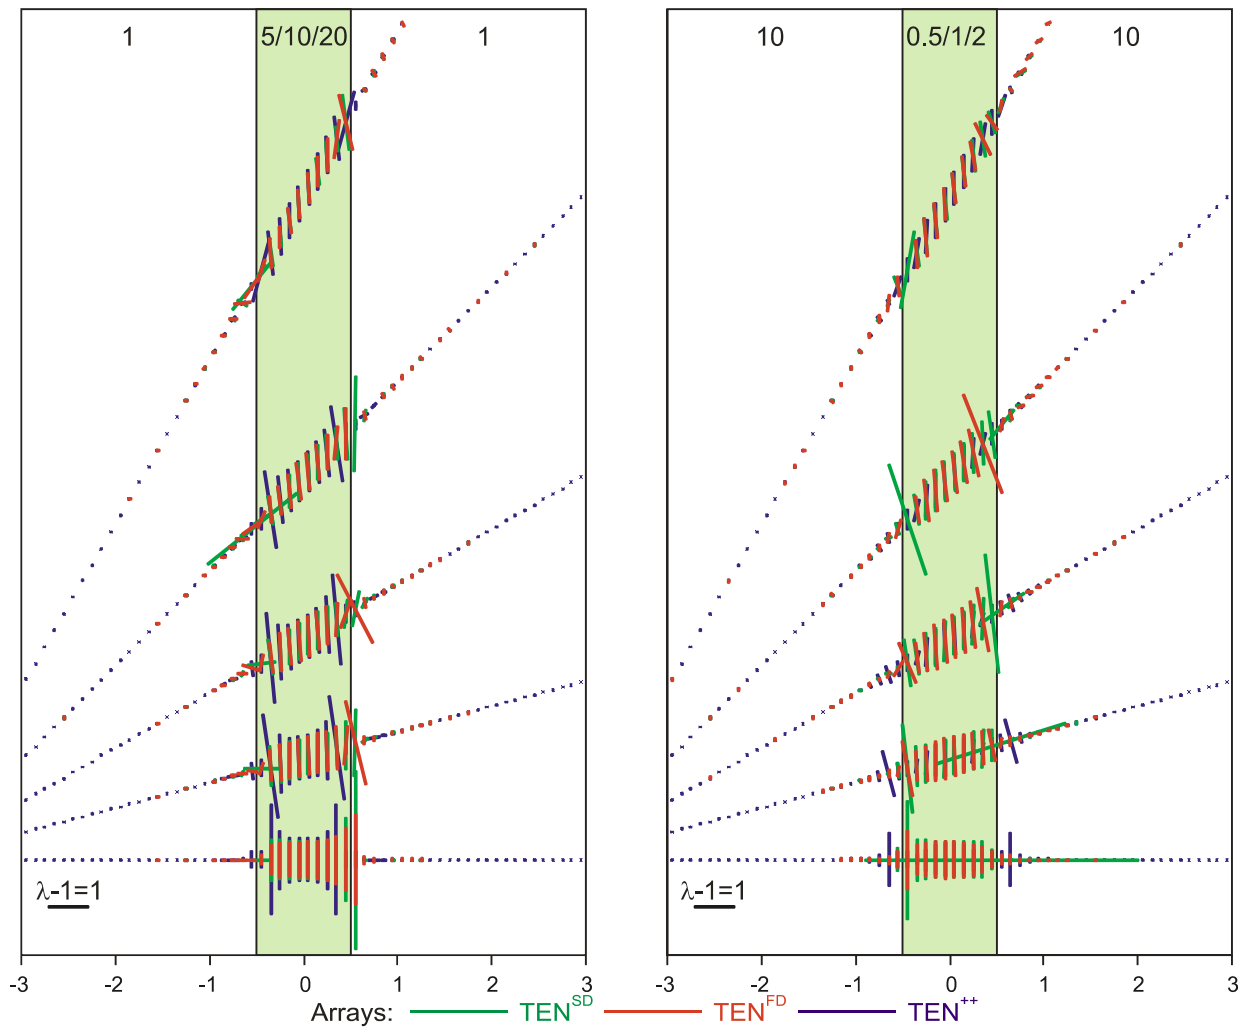 1 5/10/20 1
10 0.5/1/2 10
λ-1=1
λ-1=1
-3 -2 -1 0 1 2 3
-3 -2 -1 0 1 2 3
Arrays: TEN^SD TEN^FD TEN^++